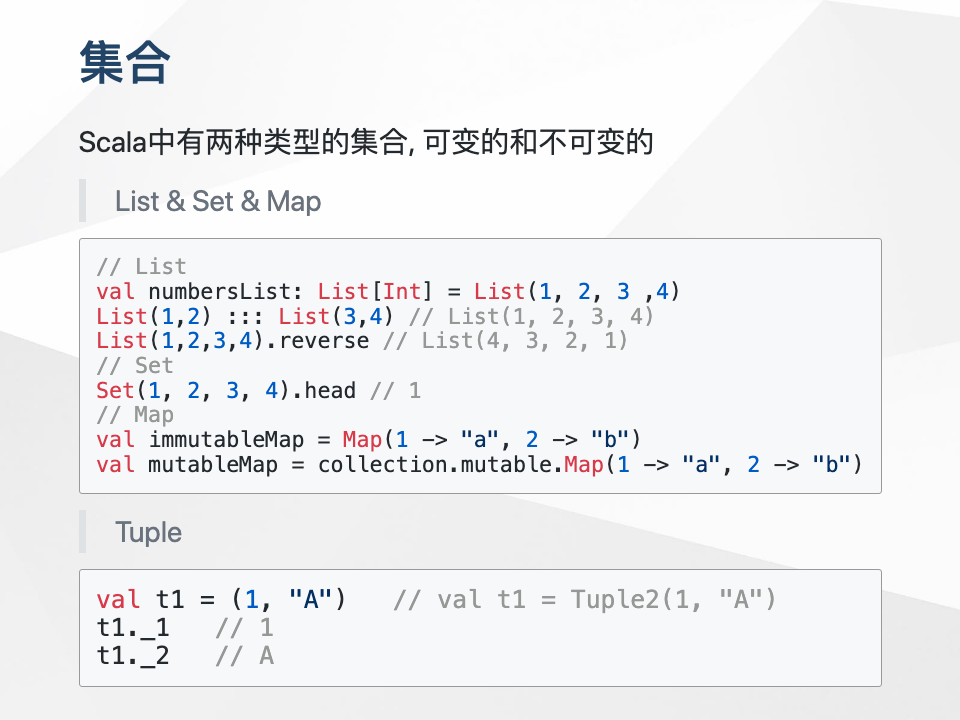 集合
Scala中有两种类型的集合, 可变的和不可变的
List & Set & Map
// List
val numbersList: List[Int] = List(1, 2, 3 ,4)
List(1,2) ::: List(3,4) // List(1, 2, 3, 4)
List(1,2,3,4).reverse // List(4, 3, 2, 1)
// Set
Set(1, 2, 3, 4).head // 1
// Map
val immutableMap = Map(1 -> "a", 2 -> "b")
val mutableMap = collection.mutable.Map(1 -> "a", 2 -> "b")
Tuple
val t1 = (1, "A")   // val t1 = Tuple2(1, "A")
t1._1   // 1
t1._2   // A